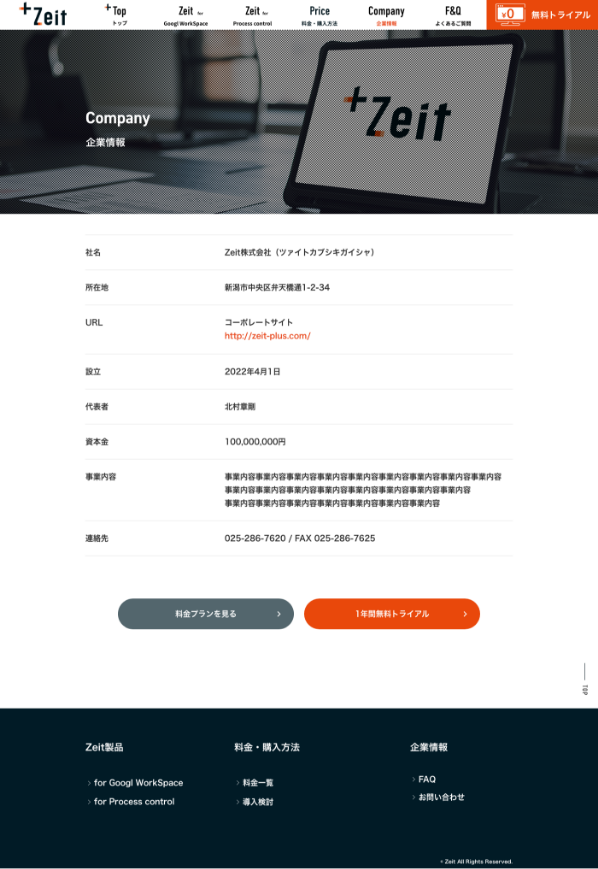 +Zeit
+Top
トップ
Zeit for
Googl WorkSpace
Zeit for
Process control
Price
料金・購入方法
Company
企業情報
F&Q
よくあるご質問
¥0
無料トライアル
+Zeit
Company
企業情報
社名
Zeit株式会社（ツァイトカブシキガイシャ）
所在地
新潟市中央区弁天橋通1-2-34
URL
コーポレートサイト
http://zeit-plus.com/
設立
2022年4月1日
代表者
北村章剛
資本金
100,000,000円
事業内容
事業内容事業内容事業内容事業内容事業内容事業内容事業内容事業内容事業内容
事業内容事業内容事業内容事業内容事業内容事業内容事業内容事業内容
事業内容事業内容事業内容事業内容事業内容事業内容事業内容
連絡先
025-286-7620 / FAX 025-286-7625
料金プランを見る
1年間無料トライアル
TOP
Zeit製品
for Googl WorkSpace
for Process control
料金・購入方法
料金一覧
導入検討
企業情報
FAQ
お問い合わせ
+ Zeit All Rights Reserved.